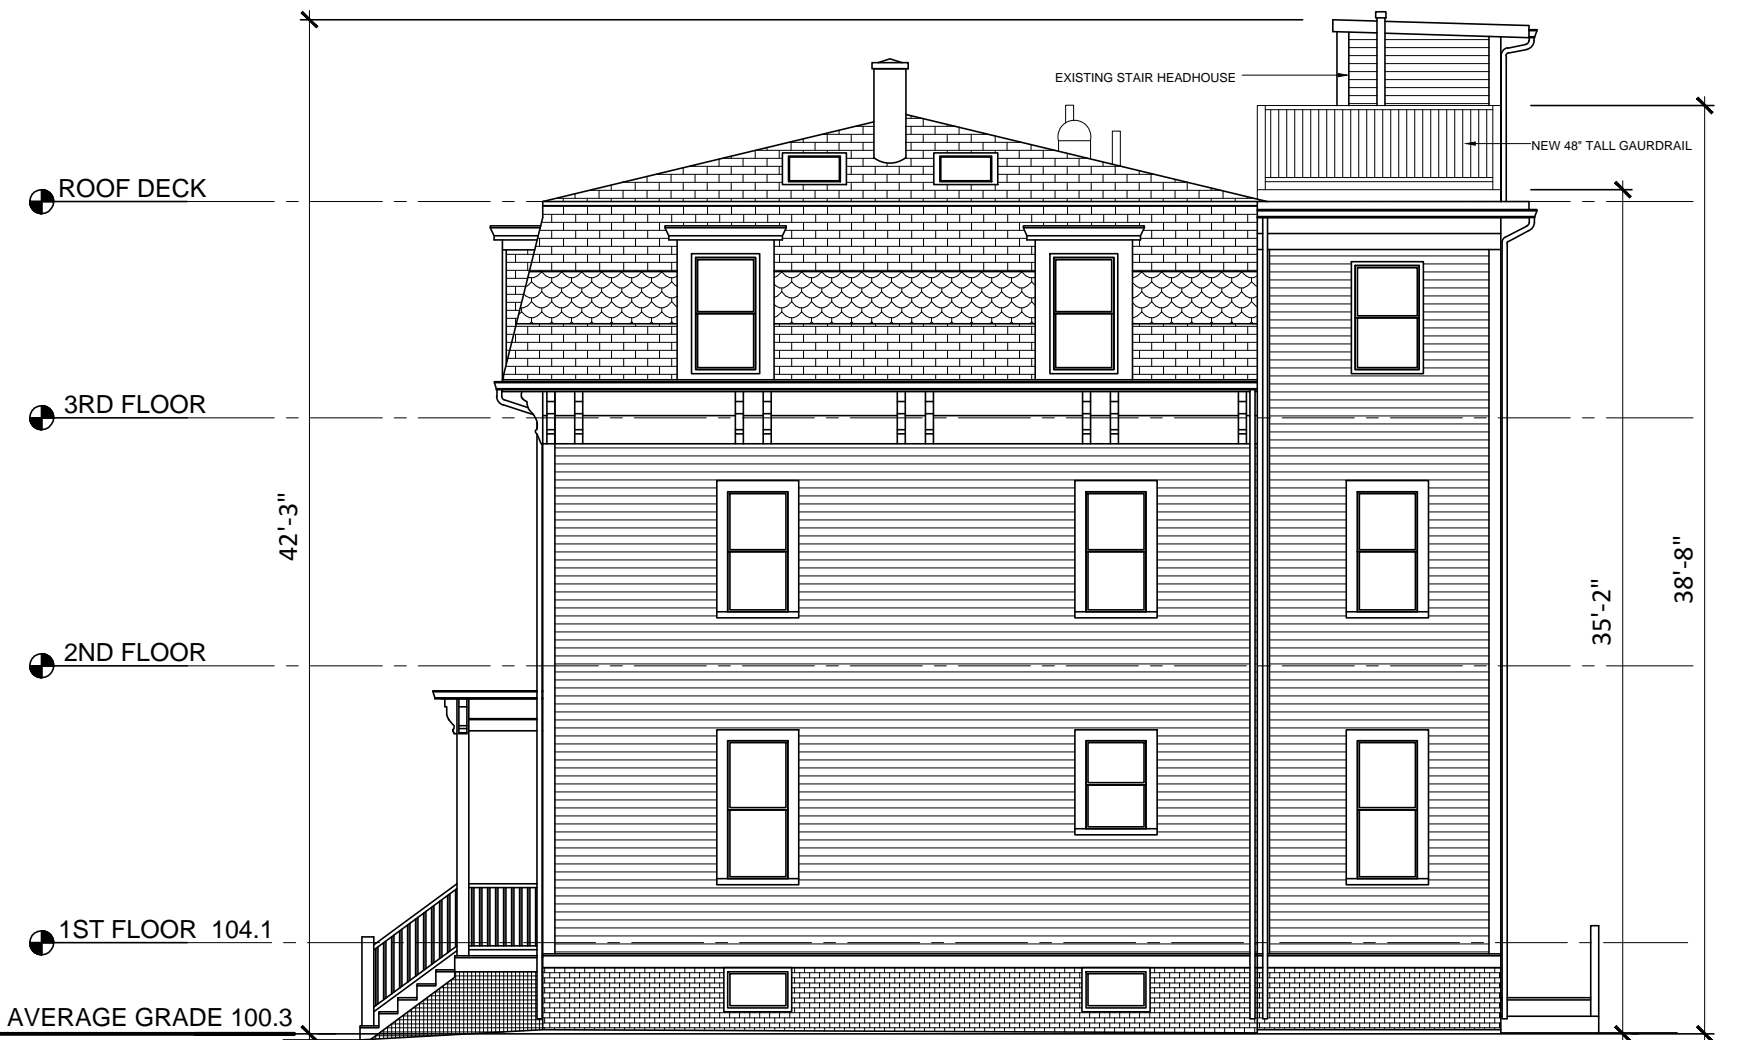 EXISTING STAIR HEADHOUSE
NEW 48" TALL GAURDRAIL
ROOF DECK
3RD FLOOR
42'-3"
38'-8"
35'-2"
2ND FLOOR
1ST FLOOR 104.1
AVERAGE GRADE 100.3